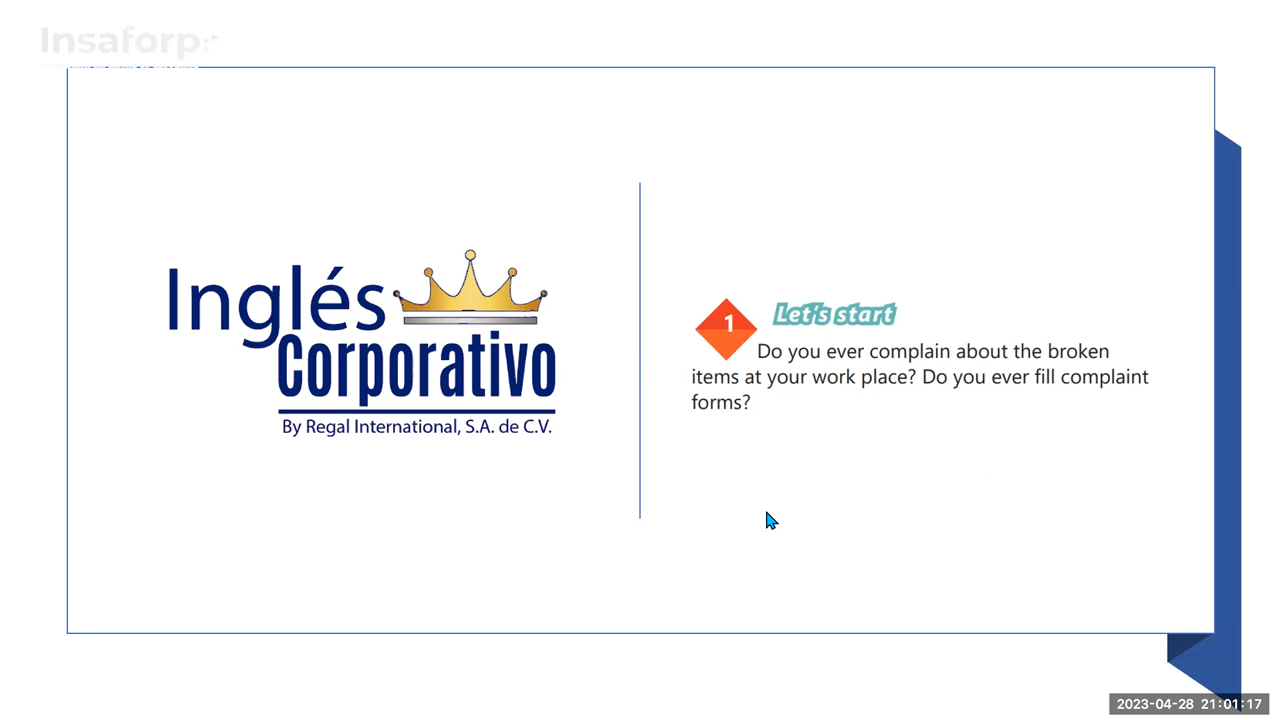 Insaforp
Inglés
Corporativo
By Regal International, S.A. de C.V.
1
Let's start
Do you ever complain about the broken
items at your work place? Do you ever fill complaint
forms?
2023-04-28 21:01:17